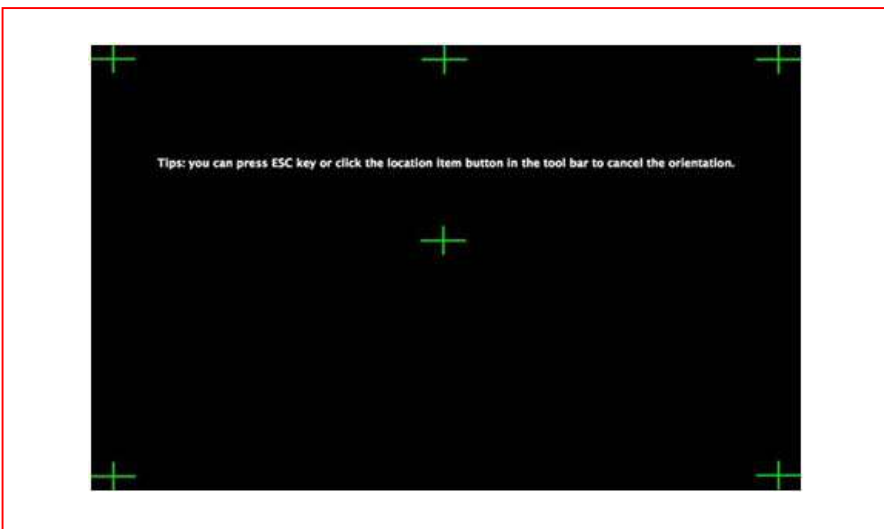 Tips: you can press ESC key or click the location item button in the tool bar to cancel the orientation.